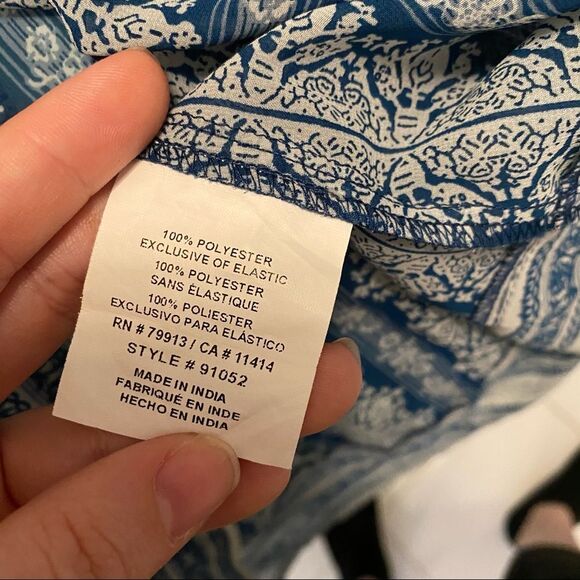 100% POLYESTER
EXCLUSIVE OF ELASTIC
100% POLYESTER
SANS ÉLASTIQUE
100% POLIESTER
EXCLUSIVO PARA ELÁSTICO
RN # 79913 / CA # 11414
STYLE # 91052
MADE IN INDIA
FABRIQUÉ EN INDE
HECHO EN INDIA